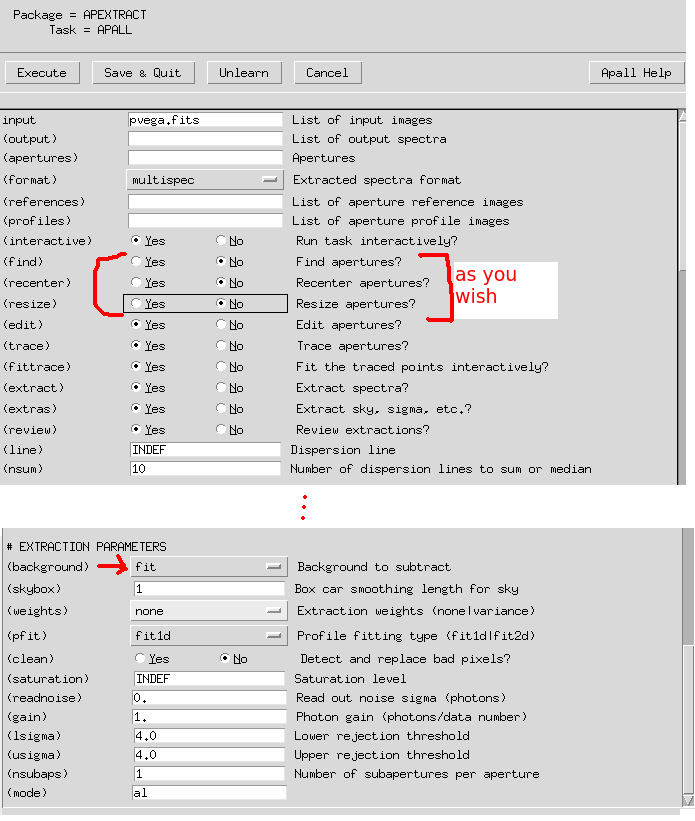 Package = APEXTRACT
Task = APALL
Execute Save & Quit Unlearn Cancel Apall Help
input pvega.fits List of input images
(output) List of output spectra
(apertures) Apertures
(format) multispec Extracted spectra format
(references) List of aperture reference images
(profiles) List of aperture profile images
(interactive) Yes No Run task interactively?
(find) Yes No Find apertures?
(recenter) Yes No Recenter apertures?
(resize) Yes No Resize apertures?
as you
wish
(edit) Yes No Edit apertures?
(trace) Yes No Trace apertures?
(fittrace) Yes No Fit the traced points interactively?
(extract) Yes No Extract spectra?
(extras) Yes No Extract sky, sigma, etc.?
(review) Yes No Review extractions?
(line) INDEF Dispersion line
(nsum) 10 Number of dispersion lines to sum or median
# EXTRACTION PARAMETERS
(background) fit Background to subtract
(skybox) 1 Box car smoothing length for sky
(weights) none Extraction weights (none|variance)
(pfit) fit1d Profile fitting type (fit1d|fit2d)
(clean) Yes No Detect and replace bad pixels?
(saturation) INDEF Saturation level
(readnoise) 0. Read out noise sigma (photons)
(gain) 1. Photon gain (photons/data number)
(lsigma) 4.0 Lower rejection threshold
(usigma) 4.0 Upper rejection threshold
(nsubaps) 1 Number of subapertures per aperture
(mode) al